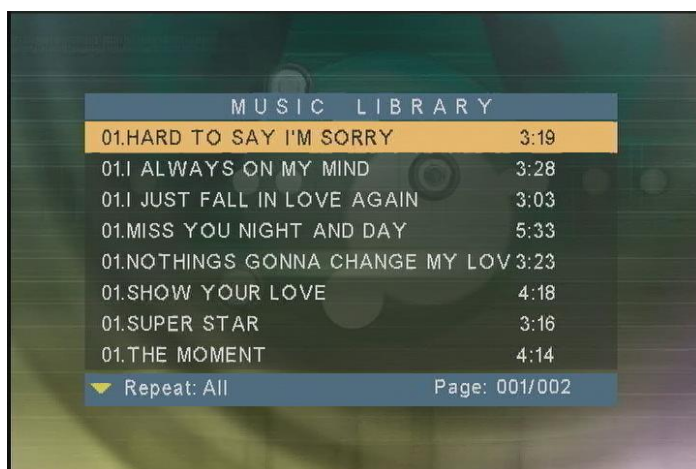 MUSIC LIBRARY
01.HARD TO SAY I'M SORRY 3:19
01.I ALWAYS ON MY MIND 3:28
01.I JUST FALL IN LOVE AGAIN 3:03
01.MISS YOU NIGHT AND DAY 5:33
01.NOTHINGS GONNA CHANGE MY LOV 3:23
01.SHOW YOUR LOVE 4:18
01.SUPER STAR 3:16
01.THE MOMENT 4:14
Repeat: All Page: 001/002